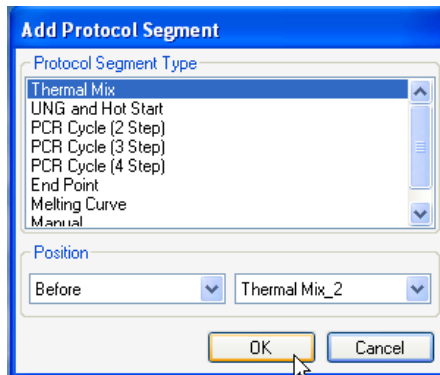 Add Protocol Segment
Protocol Segment Type
Thermal Mix
UNG and Hot Start
PCR Cycle (2 Step)
PCR Cycle (3 Step)
PCR Cycle (4 Step)
End Point
Melting Curve
Manual
Position
Before Thermal Mix_2
OK Cancel